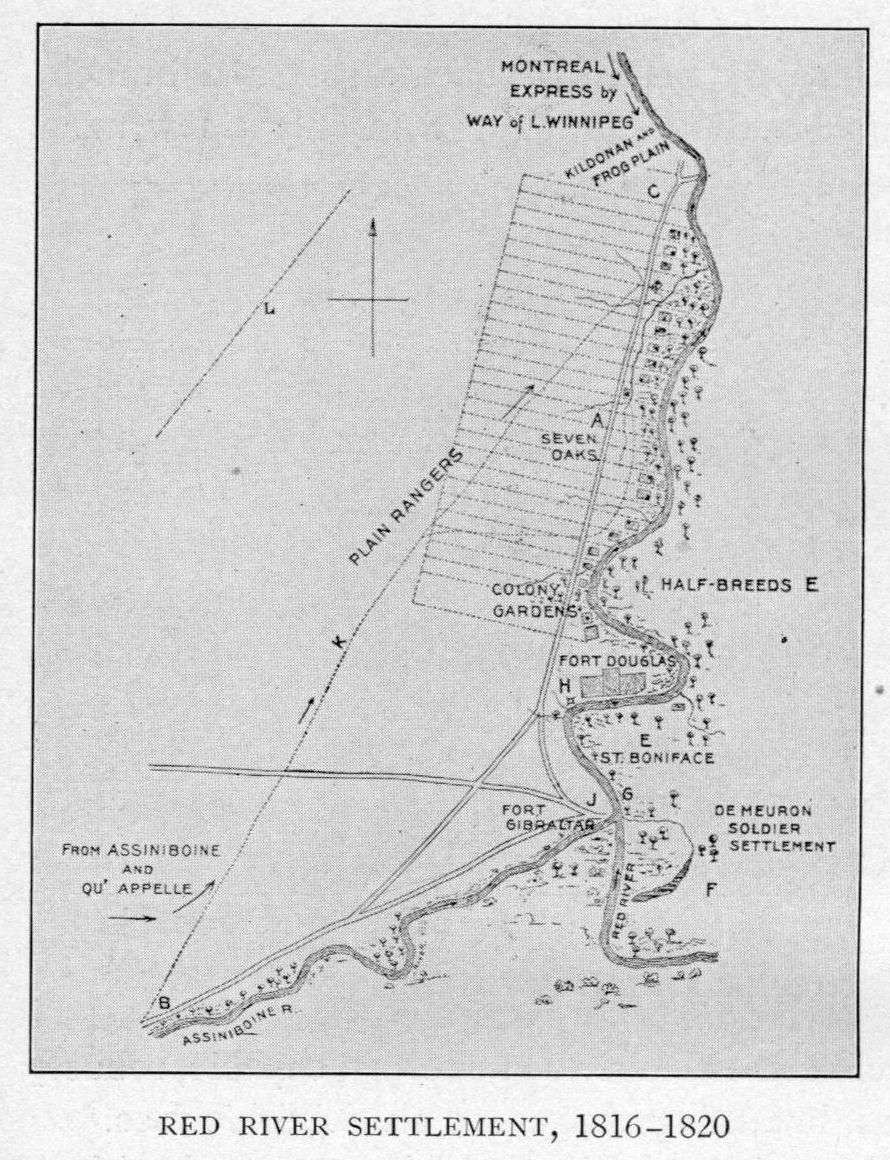 MONTREAL
EXPRESS by
WAY of L. WINNIPEG
KILDONAN AND
FROG PLAIN
C
L
A
SEVEN
OAKS
PLAIN RANGERS
COLONY
GARDENS
HALF-BREEDS E
K
FORT DOUGLAS
H
E
ST. BONIFACE
J G
FORT
GIBRALTAR
DE MEURON
SOLDIER
SETTLEMENT
F
FROM ASSINIBOINE
AND
QU' APPELLE
RED RIVER
B
ASSINIBOINE R.
RED RIVER SETTLEMENT, 1816–1820